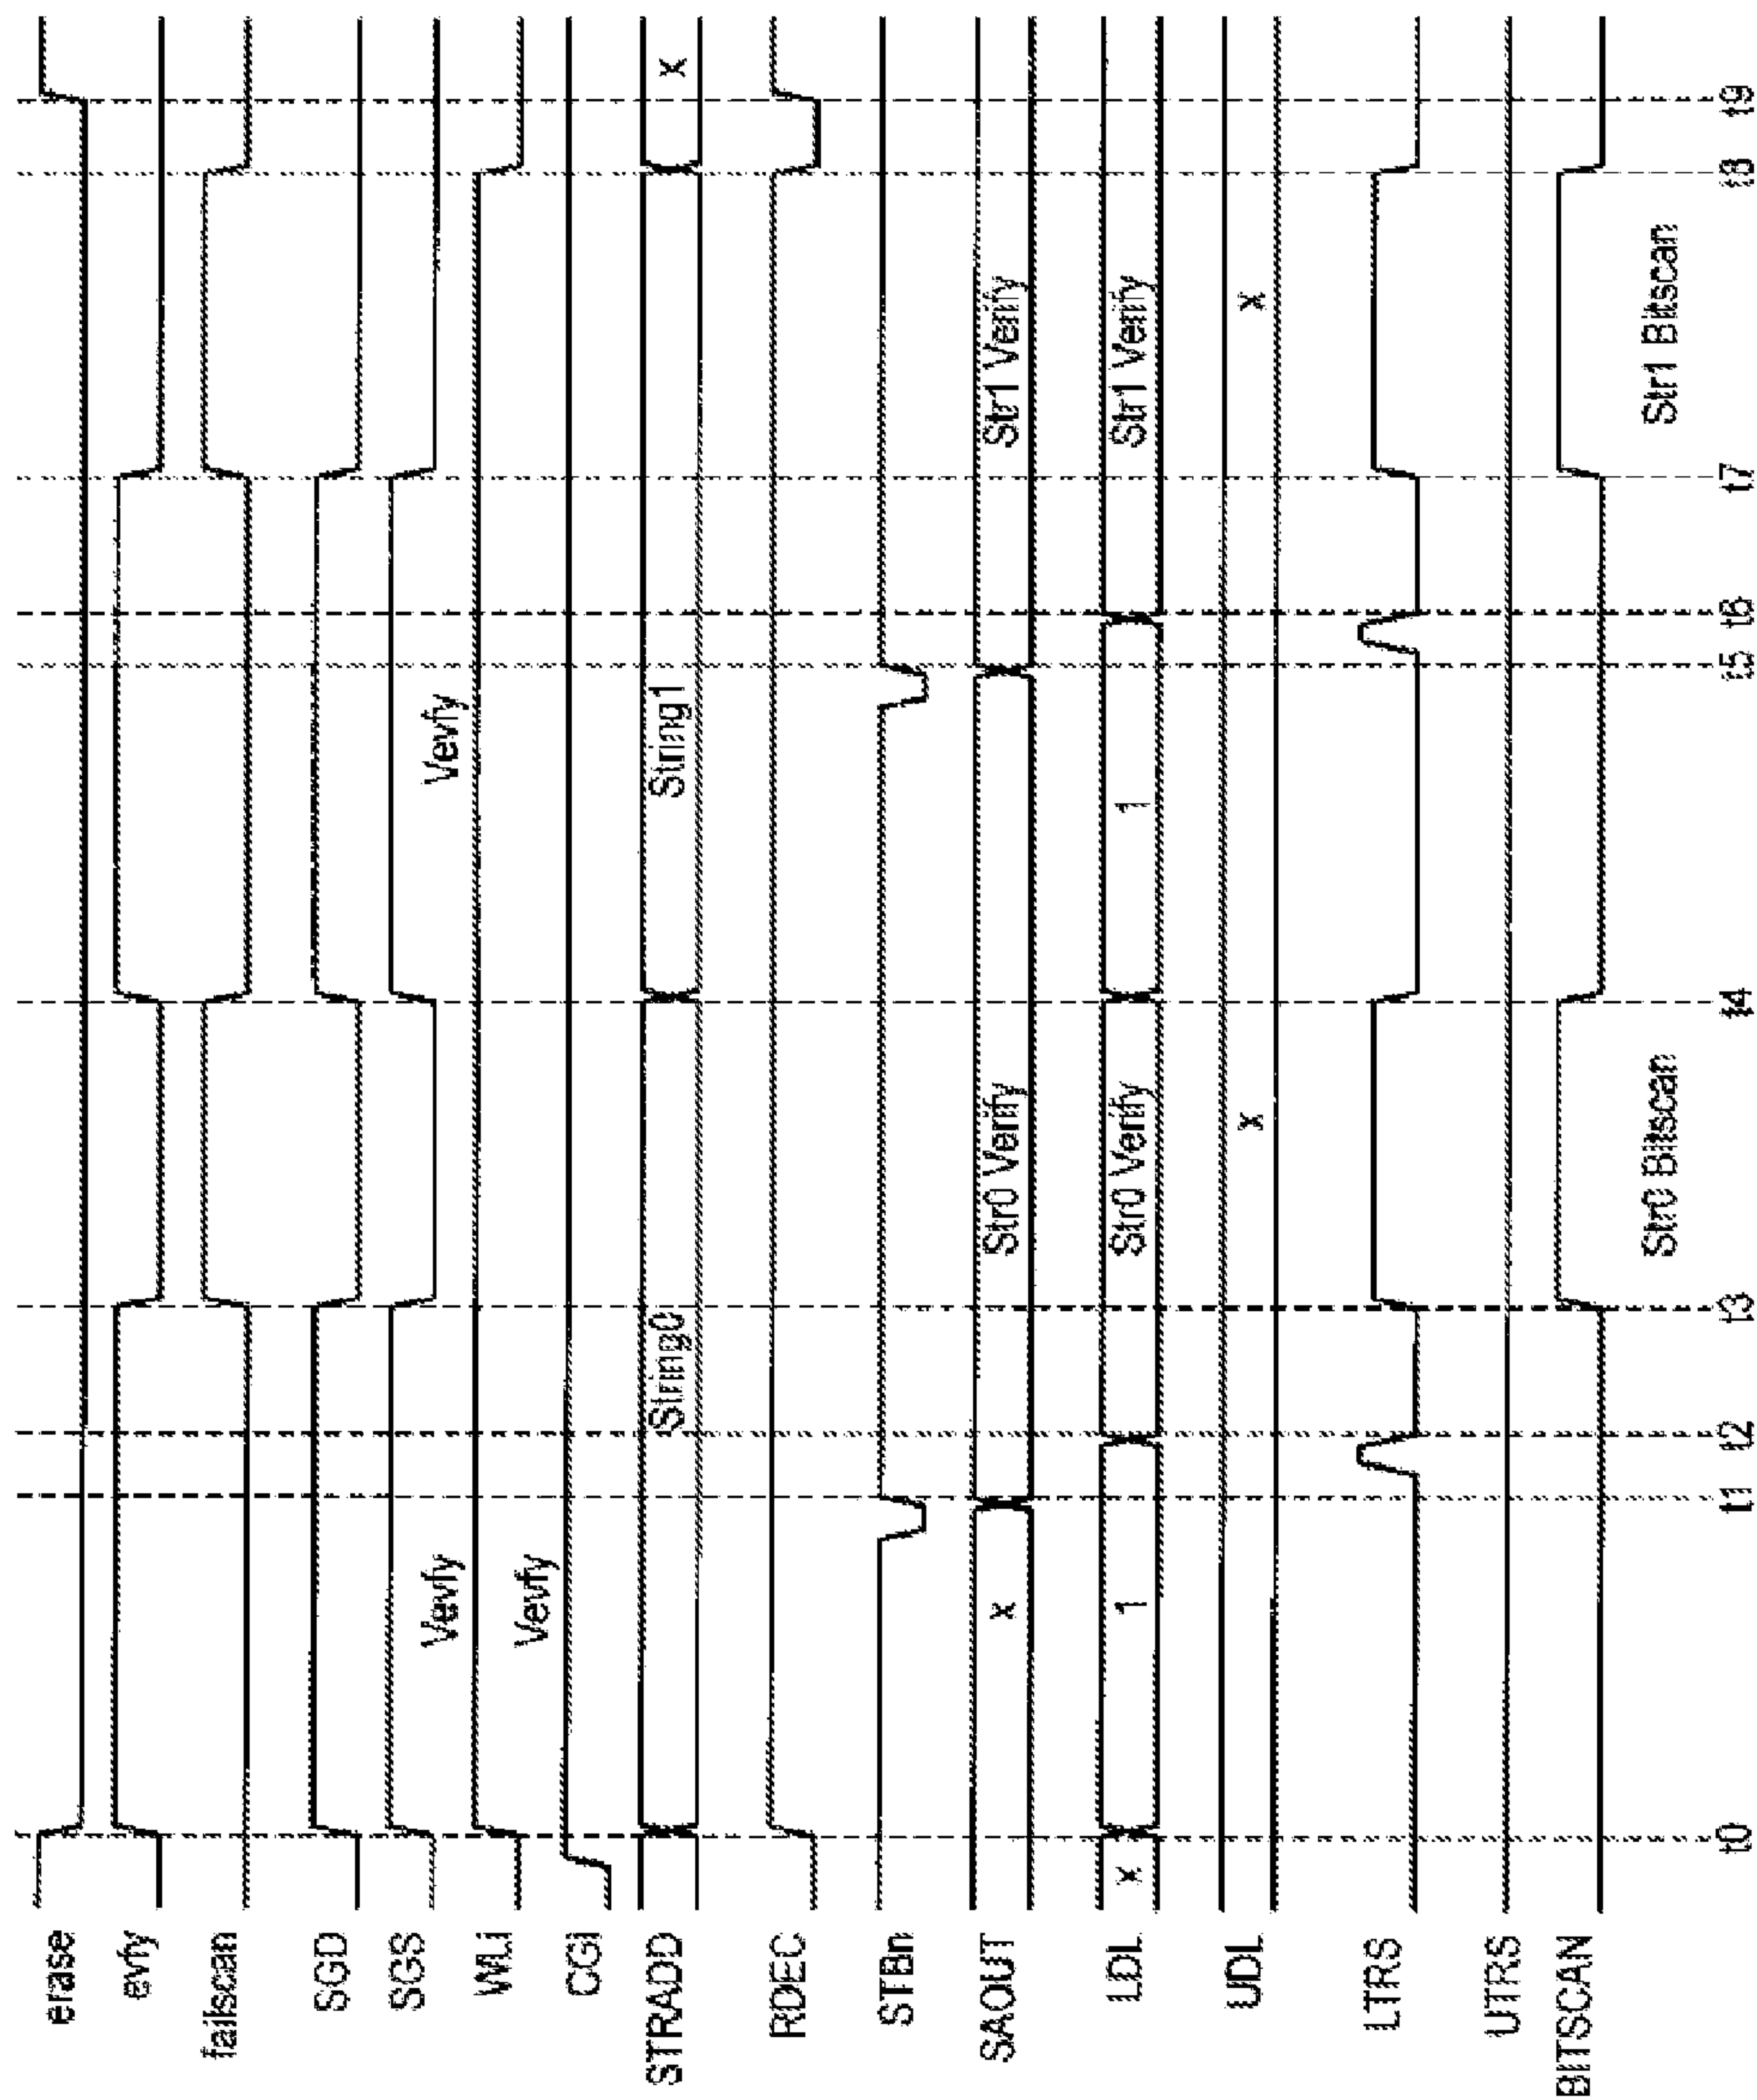 erase
evfy
failscan
SGD
SGS
Vevfy
Vevfy
WLi
Vevfy
CGi
STRADD
String0
String1
x
RDEC
STBn
SAOUT
x
Str0 Verify
Str1 Verify
LDL
x
1
Str0 Verify
1
Str1 Verify
UDL
x
x
LTRS
UTRS
BITSCAN
Str0 Bitscan
Str1 Bitscan
t0
t1
t2
t3
t4
t5
t6
t7
t8
t9